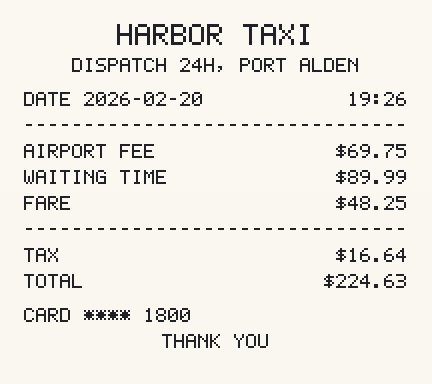 HARBOR TAXI
DISPATCH 24H, PORT ALDEN
DATE 2026-02-20 19:26
--------------------------------
AIRPORT FEE $69.75
WAITING TIME $89.99
FARE $48.25
--------------------------------
TAX $16.64
TOTAL $224.63
CARD **** 1800
THANK YOU